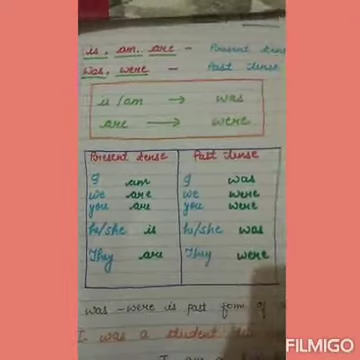 is, am, are - Present tense
was, were - Past tense
is/am → was
are → were
Present tense Past tense
I am I was
we are we were
you are you were
he/she is he/she was
They are They were
was - were is past form of
I was a student
I am a
FILMIGO